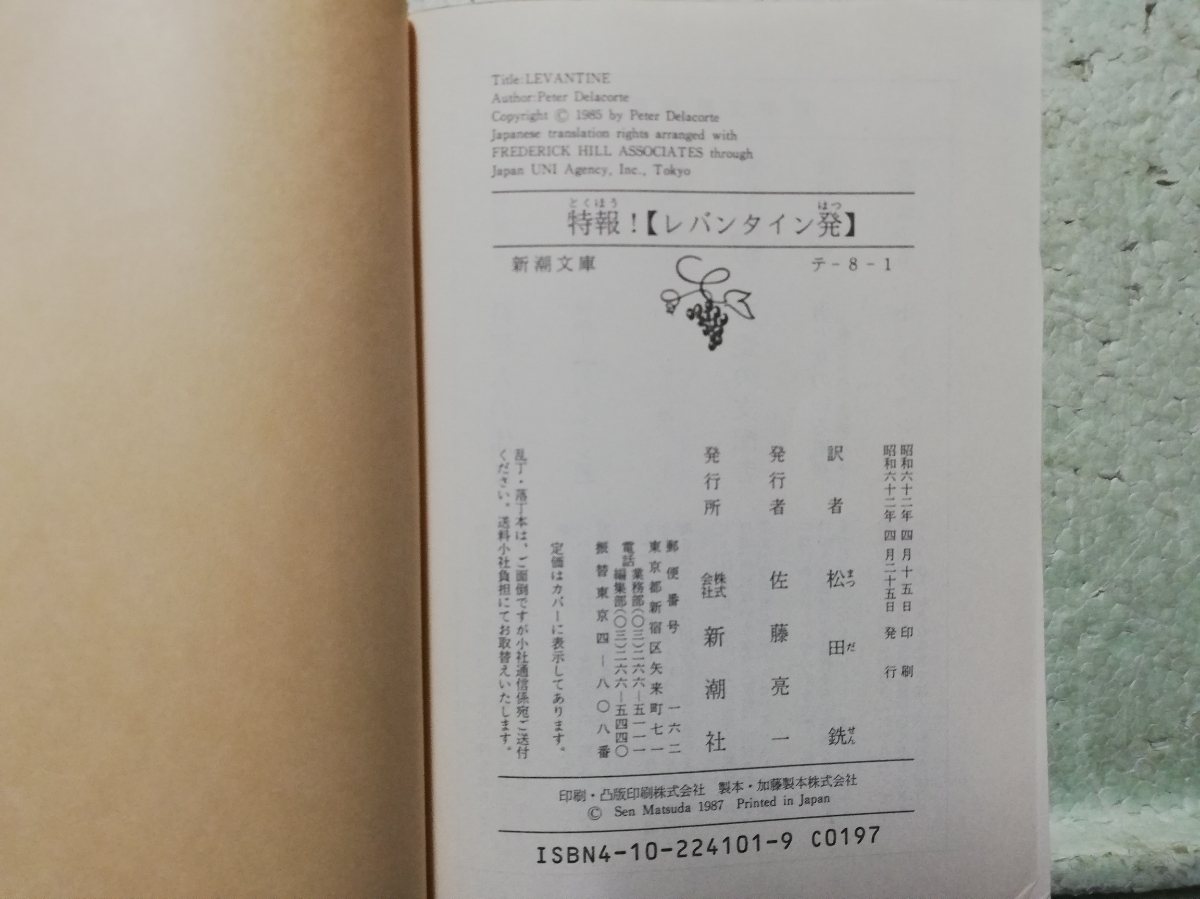 Title:LEVANTINE
Author:Peter Delacorte
Copyright © 1985 by Peter Delacorte
Japanese translation rights arranged with
FREDERICK HILL ASSOCIATES through
Japan UNI Agency, Inc., Tokyo
とくほう はつ
特報！【レバンタイン発】
新潮文庫 テ-8-1
昭和六十二年四月十五日印刷
昭和六十二年四月二十五日発行
訳者 松田銑
まつだせん
発行者 佐藤亮一
発行所 株式会社 新潮社
郵便番号 一六二
東京都新宿区矢来町七一
電話 業務部(〇三)二六六―五一一一
編集部(〇三)二六六―五四四〇
振替東京四―八〇八番
定価はカバーに表示してあります。
乱丁・落丁本は、ご面倒ですが小社通信係宛ご送付
ください。送料小社負担にてお取替えいたします。
印刷・凸版印刷株式会社 製本・加藤製本株式会社
© Sen Matsuda 1987 Printed in Japan
ISBN4-10-224101-9 C0197